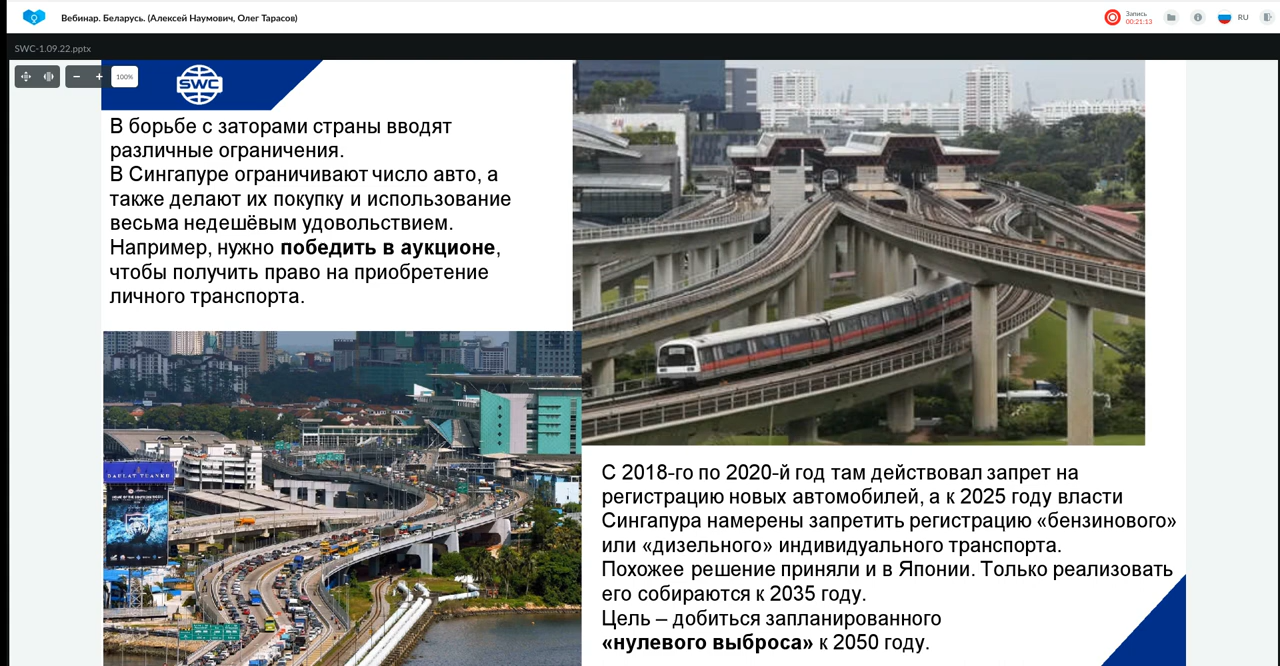 Вебинар. Беларусь. (Алексей Наумович, Олег Тарасов)
Запись
00:21:13
RU
SWC-1.09.22.pptx
100%
SWC
В борьбе с заторами страны вводят
различные ограничения.
В Сингапуре ограничивают число авто, а
также делают их покупку и использование
весьма недешёвым удовольствием.
Например, нужно победить в аукционе,
чтобы получить право на приобретение
личного транспорта.
DAULAT TUANKU
С 2018-го по 2020-й год там действовал запрет на
регистрацию новых автомобилей, а к 2025 году власти
Сингапура намерены запретить регистрацию «бензинового»
или «дизельного» индивидуального транспорта.
Похожее решение приняли и в Японии. Только реализовать
его собираются к 2035 году.
Цель – добиться запланированного
«нулевого выброса» к 2050 году.